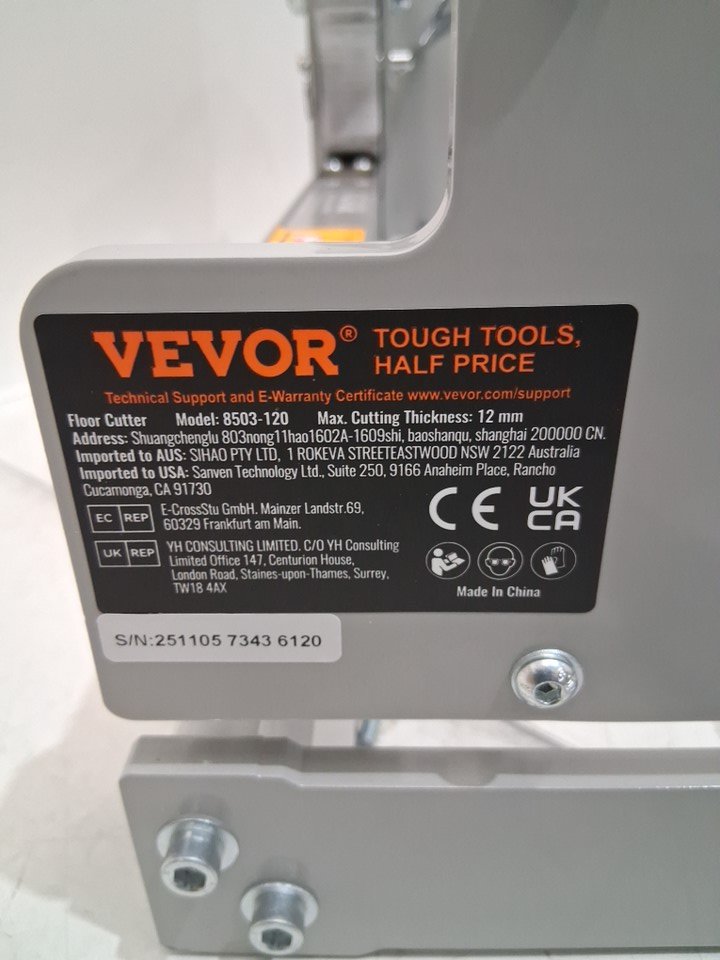 VEVOR® TOUGH TOOLS,
HALF PRICE
Technical Support and E-Warranty Certificate www.vevor.com/support
Floor Cutter Model: 8503-120 Max. Cutting Thickness: 12 mm
Address: Shuangchenglu 803nong11hao1602A-1609shi, baoshanqu, shanghai 200000 CN.
Imported to AUS: SIHAO PTY LTD, 1 ROKEVA STREETEASTWOOD NSW 2122 Australia
Imported to USA: Sanven Technology Ltd., Suite 250, 9166 Anaheim Place, Rancho
Cucamonga, CA 91730
EC REP E-CrossStu GmbH. Mainzer Landstr.69,
60329 Frankfurt am Main.
UK REP YH CONSULTING LIMITED. C/O YH Consulting
Limited Office 147, Centurion House,
London Road, Staines-upon-Thames, Surrey,
TW18 4AX
CE UK
CA
Made In China
S/N:251105 7343 6120